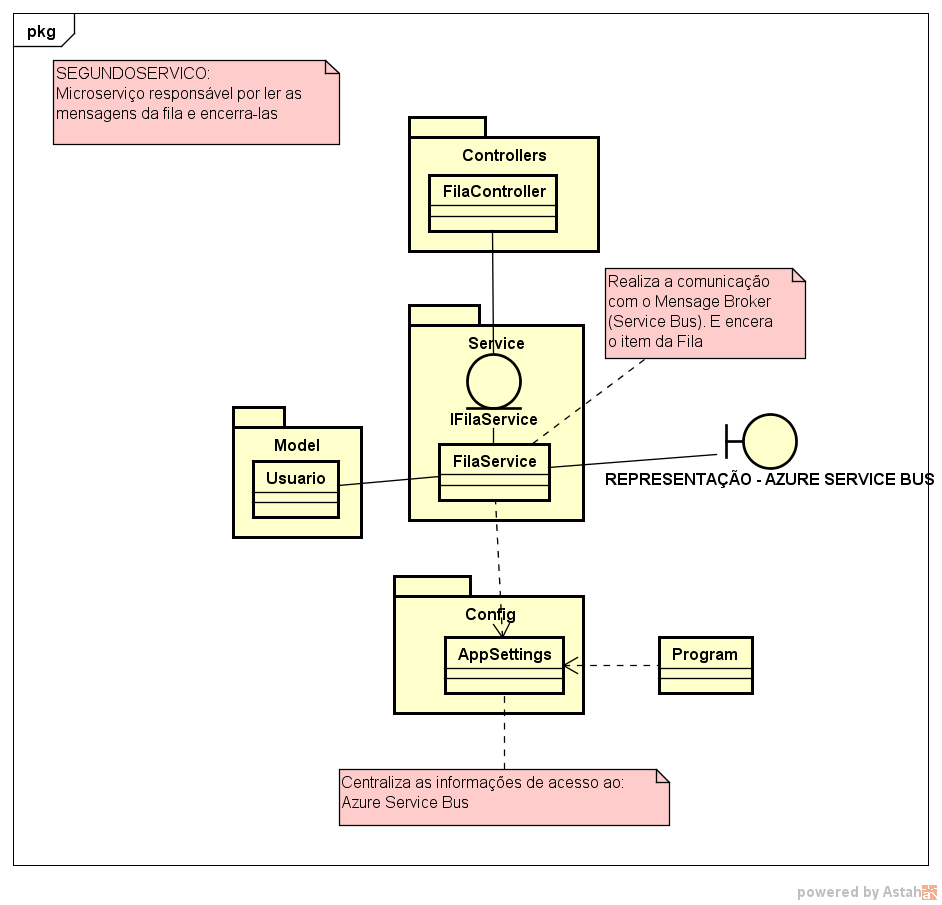 pkg
SEGUNDOSERVICO:
Microserviço responsável por ler as
mensagens da fila e encerra-las
Controllers
FilaController
Realiza a comunicação
com o Message Broker
(Service Bus). E encera
o item da Fila
Service
IFilaService
FilaService
Model
Usuario
REPRESENTAÇÃO - AZURE SERVICE BUS
Config
AppSettings
Program
Centraliza as informações de acesso ao:
Azure Service Bus
powered by Astah